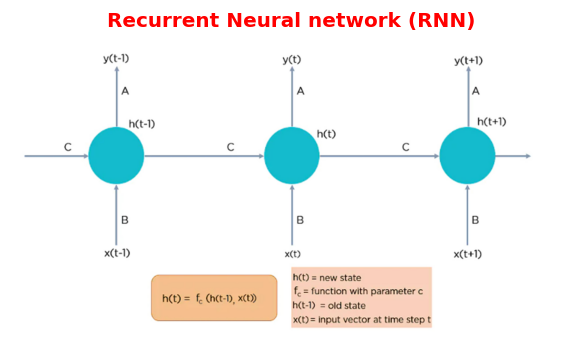 Recurrent Neural network (RNN)
y(t-1) y(t) y(t+1)
A A A
h(t-1) h(t) h(t+1)
C C C
B B B
x(t-1) x(t) x(t+1)
h(t) = fc (h(t-1), x(t))
h(t) = new state
fc = function with parameter c
h(t-1) = old state
x(t) = input vector at time step t